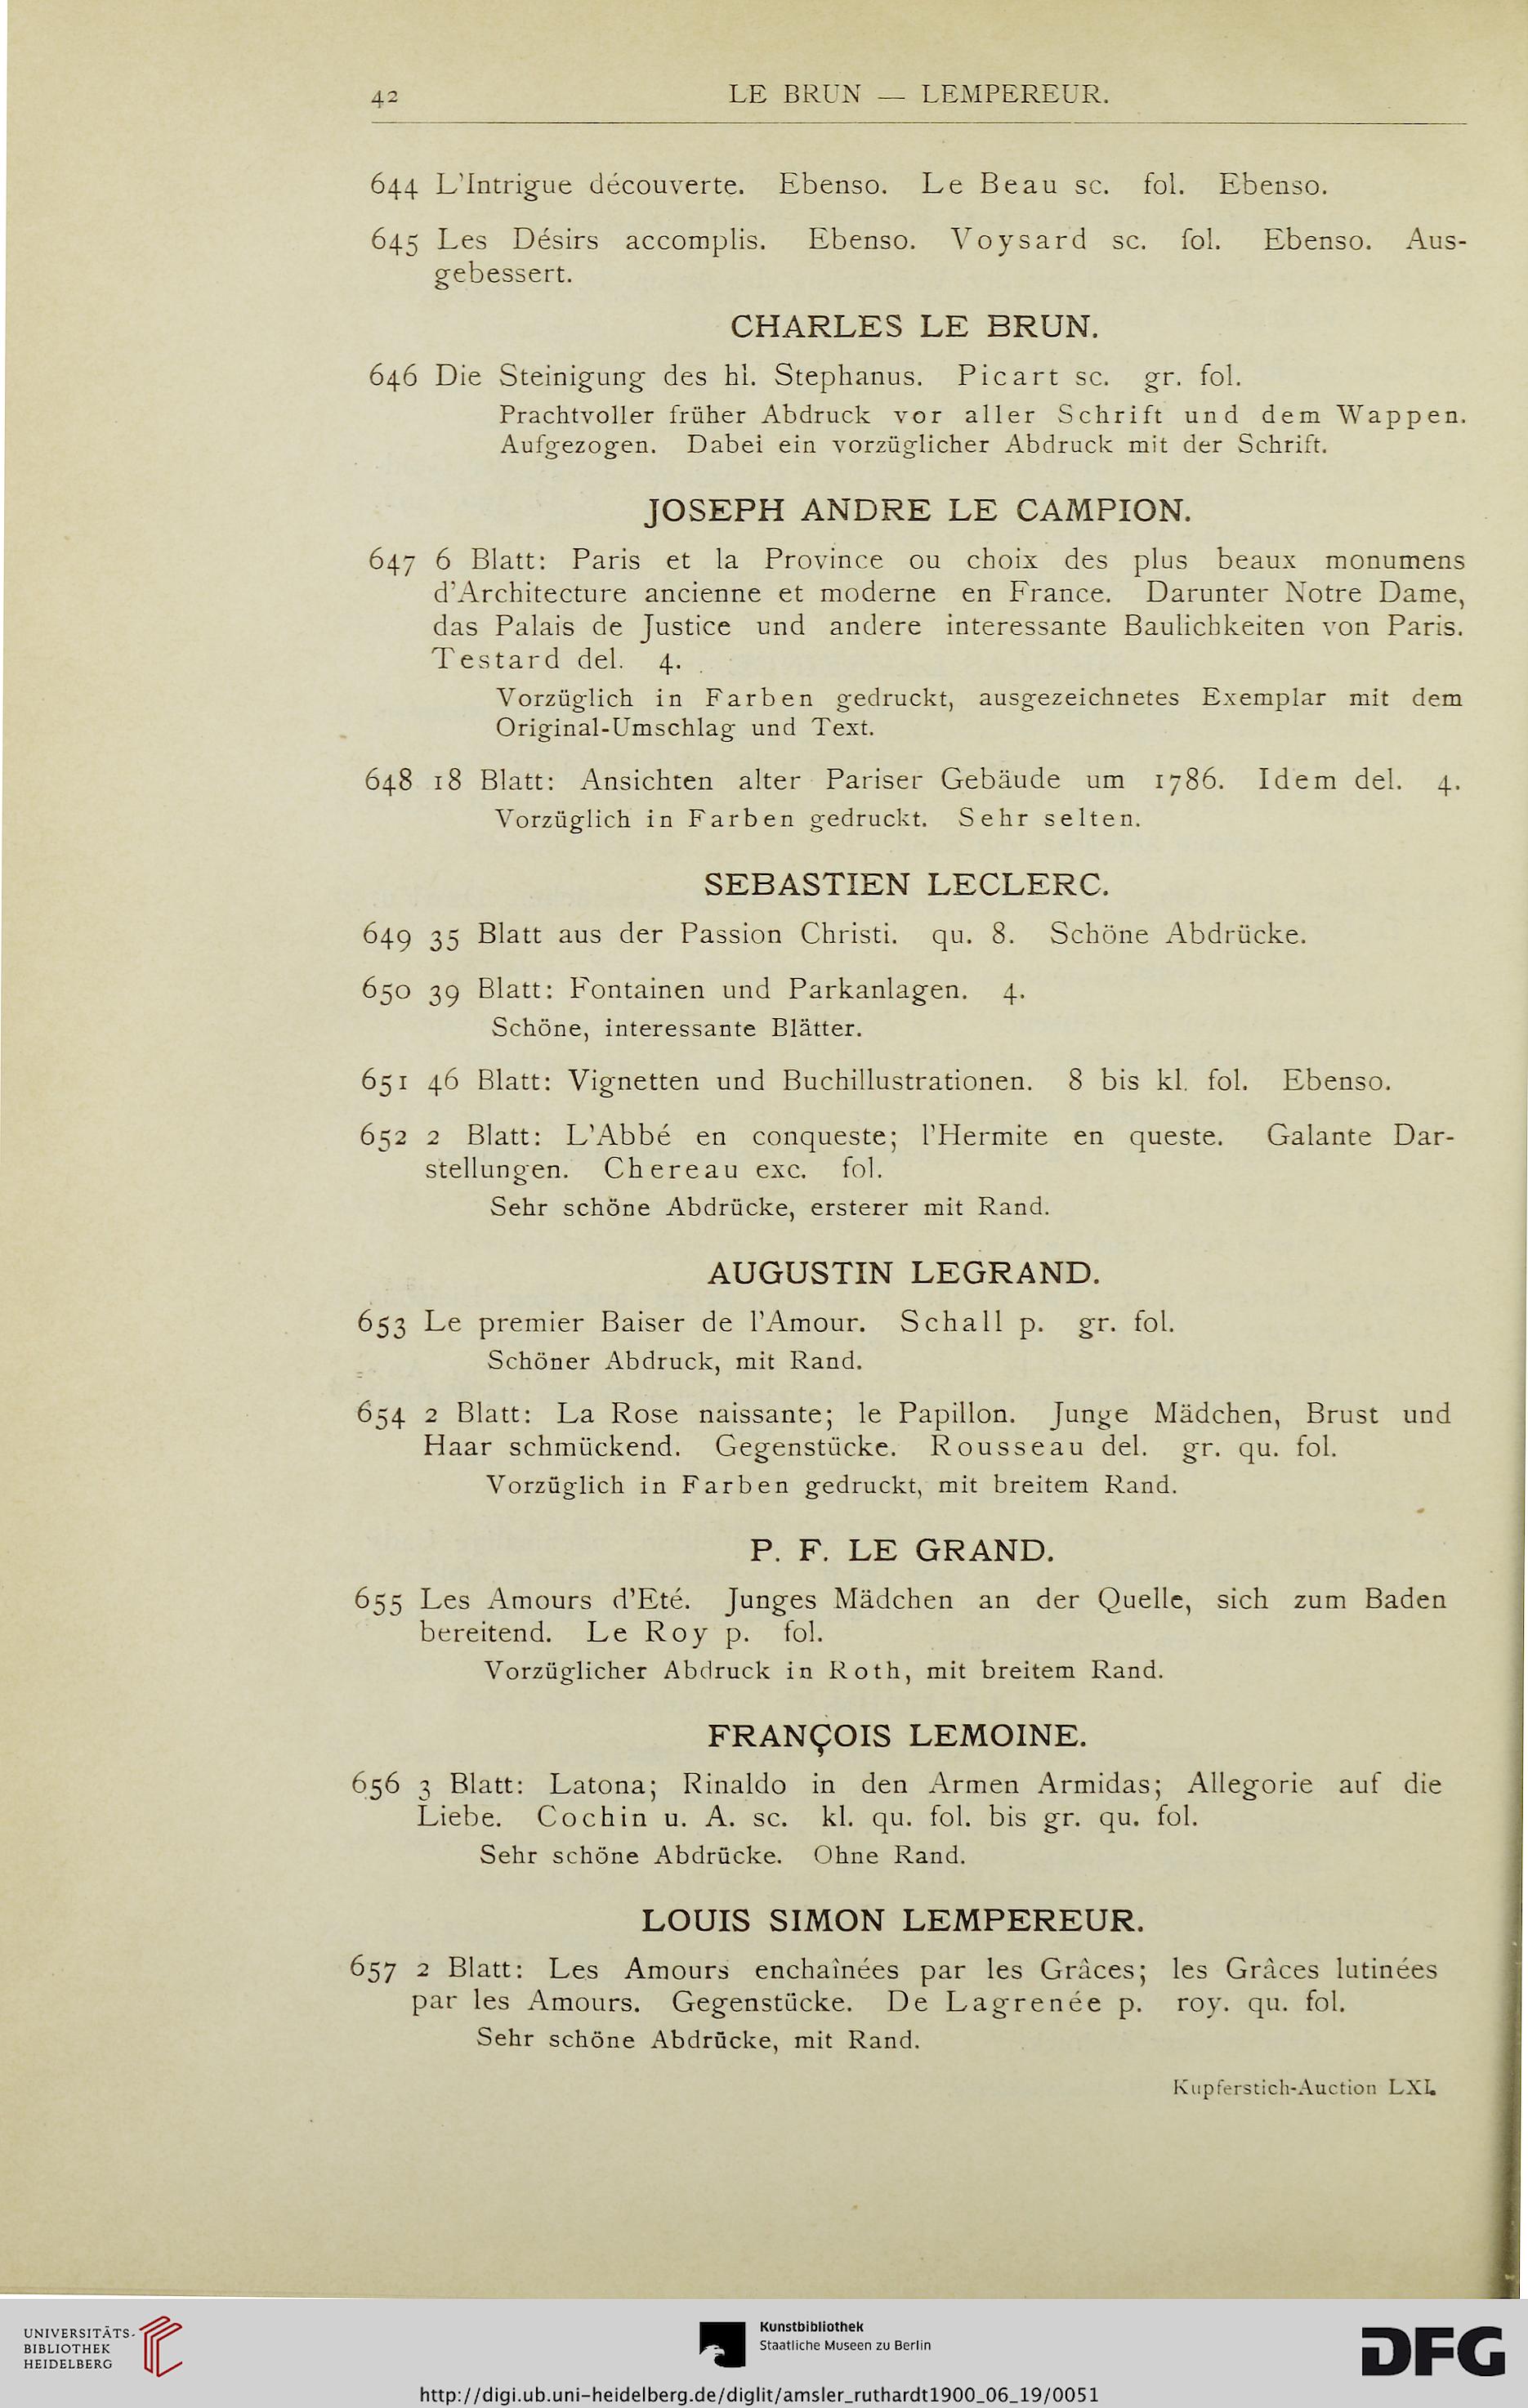 42 LE BRUN — LEMPEREUR.
644 L'Intrigue découverte. Ebenso. Le Beau sc. fol. Ebenso.
645 Les Désirs accomplis. Ebenso. Voysard sc. fol. Ebenso. Aus-
gebessert.
CHARLES LE BRUN.
646 Die Steinigung des hl. Stephanus. Picart sc. gr. fol.
Prachtvoller früher Abdruck vor aller Schrift und dem Wappen.
Aufgezogen. Dabei ein vorzüglicher Abdruck mit der Schrift.
JOSEPH ANDRE LE CAMPION.
647 6 Blatt: Paris et la Province ou choix des plus beaux monumens
d'Architecture ancienne et moderne en France. Darunter Notre Dame,
das Palais de Justice und andere interessante Baulichkeiten von Paris.
Testard del. 4.
Vorzüglich in Farben gedruckt, ausgezeichnetes Exemplar mit dem
Original-Umschlag und Text.
648 18 Blatt: Ansichten alter Pariser Gebäude um 1786. Idem del. 4.
Vorzüglich in Farben gedruckt. Sehr selten.
SEBASTIEN LECLERC.
649 35 Blatt aus der Passion Christi. qu. 8. Schöne Abdrücke.
650 39 Blatt: Fontainen und Parkanlagen. 4.
Schöne, interessante Blätter.
651 46 Blatt: Vignetten und Buchillustrationen. 8 bis kl. fol. Ebenso.
652 2 Blatt: L'Abbé en conqueste; l'Hermite en queste. Galante Dar-
stellungen. Chereau exc. fol.
Sehr schöne Abdrücke, ersterer mit Rand.
AUGUSTIN LEGRAND.
653 Le premier Baiser de l'Amour. Schall p. gr. fol.
Schöner Abdruck, mit Rand.
654 2 Blatt: La Rose naissante; le Papillon. Junge Mädchen, Brust und
Haar schmückend. Gegenstücke. Rousseau del. gr. qu. fol.
Vorzüglich in Farben gedruckt, mit breitem Rand.
P. F. LE GRAND.
655 Les Amours d'Eté. Junges Mädchen an der Quelle, sich zum Baden
bereitend. Le Roy p. fol.
Vorzüglicher Abdruck in Roth, mit breitem Rand.
FRANÇOIS LEMOINE.
656 3 Blatt: Latona; Rinaldo in den Armen Armidas; Allegorie auf die
Liebe. Cochin u. A. sc. kl. qu. fol. bis gr. qu. fol.
Sehr schöne Abdrücke. Ohne Rand.
LOUIS SIMON LEMPEREUR.
657 2 Blatt: Les Amours enchaînées par les Grâces; les Grâces lutinées
par les Amours. Gegenstücke. De Lagrenée p. roy. qu. fol.
Sehr schöne Abdrücke, mit Rand.
Kupferstich-Auction LXI.
UNIVERSITÄTS-
BIBLIOTHEK
HEIDELBERG
Kunstbibliothek
Staatliche Museen zu Berlin
DFG
http://digi.ub.uni-heidelberg.de/diglit/amsler_ruthardt1900_06_19/0051